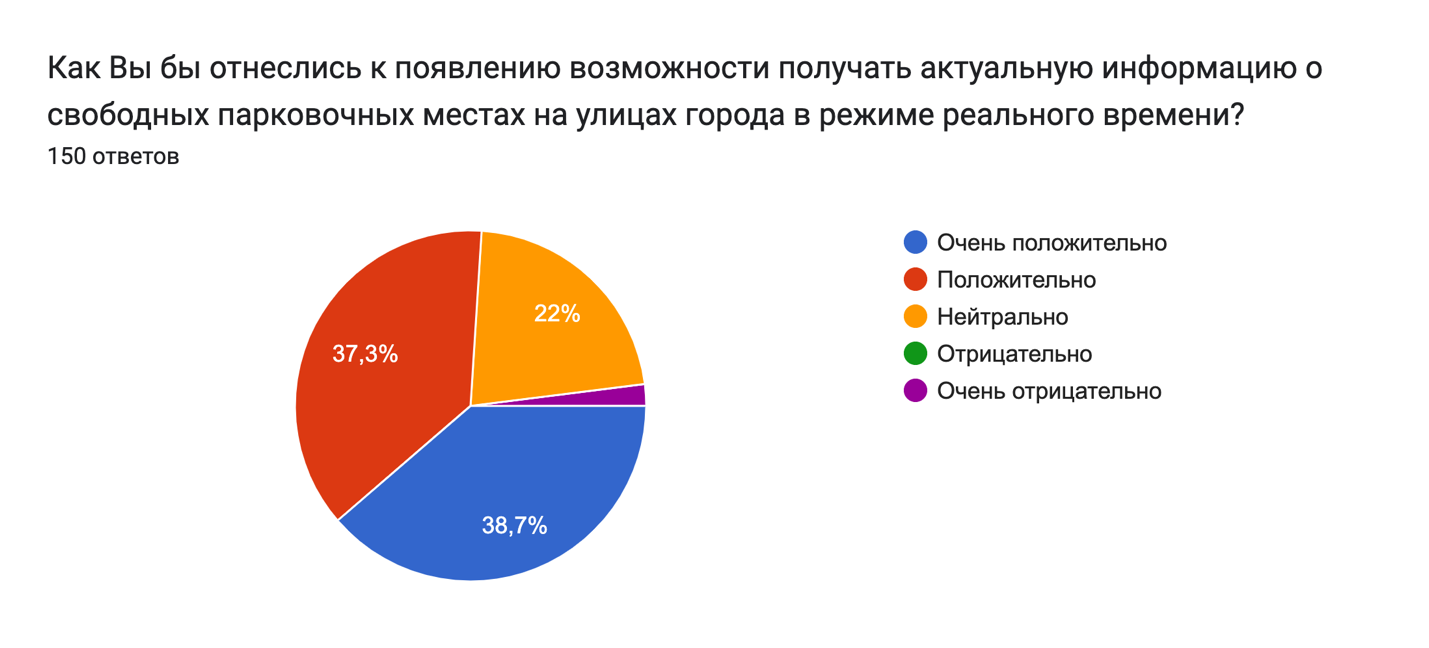 Как Вы бы отнеслись к появлению возможности получать актуальную информацию о
свободных парковочных местах на улицах города в режиме реального времени?
150 ответов
Очень положительно
Положительно
Нейтрально
Отрицательно
Очень отрицательно
22%
37,3%
38,7%